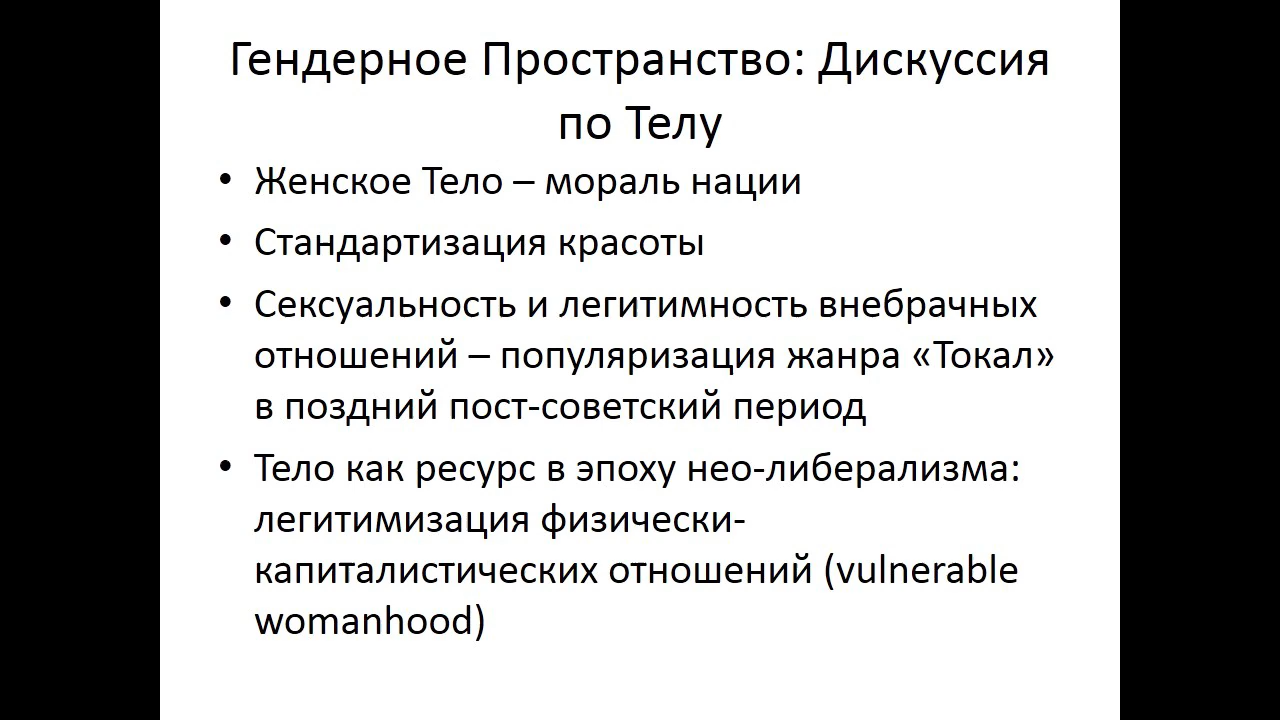 Гендерное Пространство: Дискуссия
по Телу
• Женское Тело – мораль нации
• Стандартизация красоты
• Сексуальность и легитимность внебрачных
отношений – популяризация жанра «Токал»
в поздний пост-советский период
• Тело как ресурс в эпоху нео-либерализма:
легитимизация физически-
капиталистических отношений (vulnerable
womanhood)